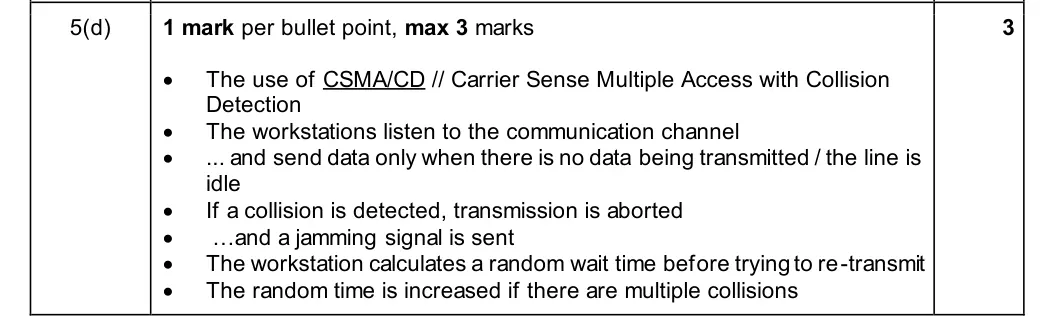 5(d) 1 mark per bullet point, max 3 marks 3
• The use of CSMA/CD // Carrier Sense Multiple Access with Collision
Detection
• The workstations listen to the communication channel
• ... and send data only when there is no data being transmitted / the line is
idle
• If a collision is detected, transmission is aborted
• …and a jamming signal is sent
• The workstation calculates a random wait time before trying to re-transmit
• The random time is increased if there are multiple collisions